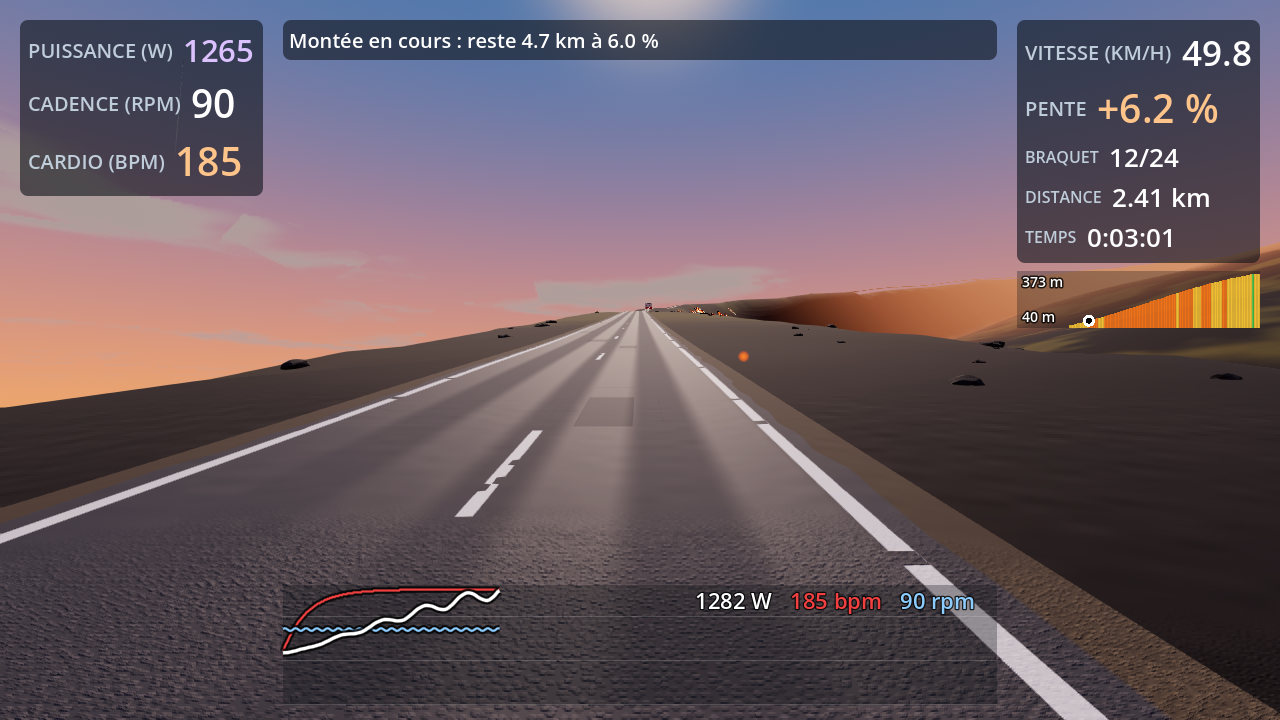 PUISSANCE (W) 1265
CADENCE (RPM) 90
CARDIO (BPM) 185
Montée en cours : reste 4.7 km à 6.0 %
VITESSE (KM/H) 49.8
PENTE +6.2 %
BRAQUET 12/24
DISTANCE 2.41 km
TEMPS 0:03:01
373 m
40 m
1282 W 185 bpm 90 rpm